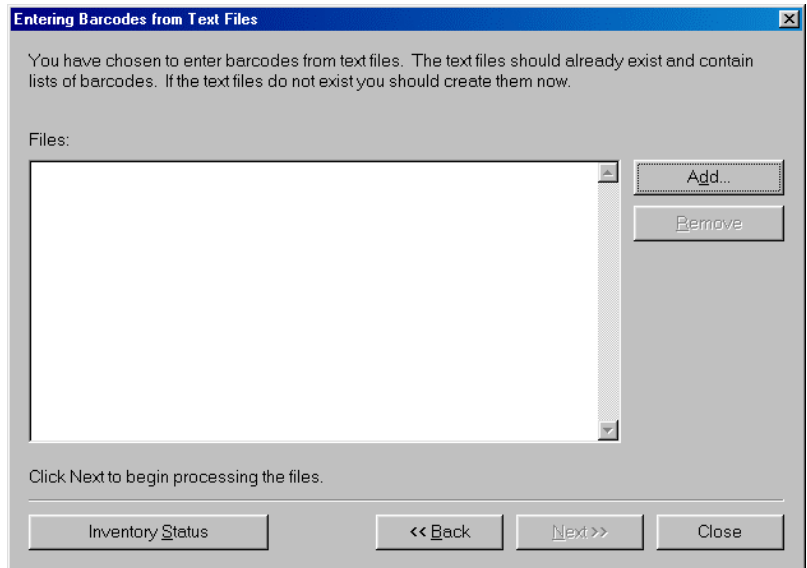 Entering Barcodes from Text Files
You have chosen to enter barcodes from text files. The text files should already exist and contain
lists of barcodes. If the text files do not exist you should create them now.
Files:
Add...
Remove
Click Next to begin processing the files.
Inventory Status
<< Back
Next >>
Close